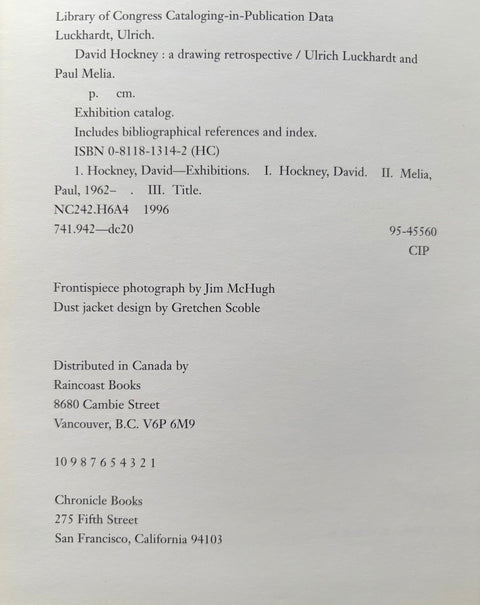 Library of Congress Cataloging-in-Publication Data
Luckhardt, Ulrich.
David Hockney : a drawing retrospective / Ulrich Luckhardt and
Paul Melia.
p. cm.
Exhibition catalog.
Includes bibliographical references and index.
ISBN 0-8118-1314-2 (HC)
1. Hockney, David—Exhibitions. I. Hockney, David. II. Melia,
Paul, 1962– . III. Title.
NC242.H6A4 1996
741.942—dc20 95-45560
CIP
Frontispiece photograph by Jim McHugh
Dust jacket design by Gretchen Scoble
Distributed in Canada by
Raincoast Books
8680 Cambie Street
Vancouver, B.C. V6P 6M9
10 9 8 7 6 5 4 3 2 1
Chronicle Books
275 Fifth Street
San Francisco, California 94103